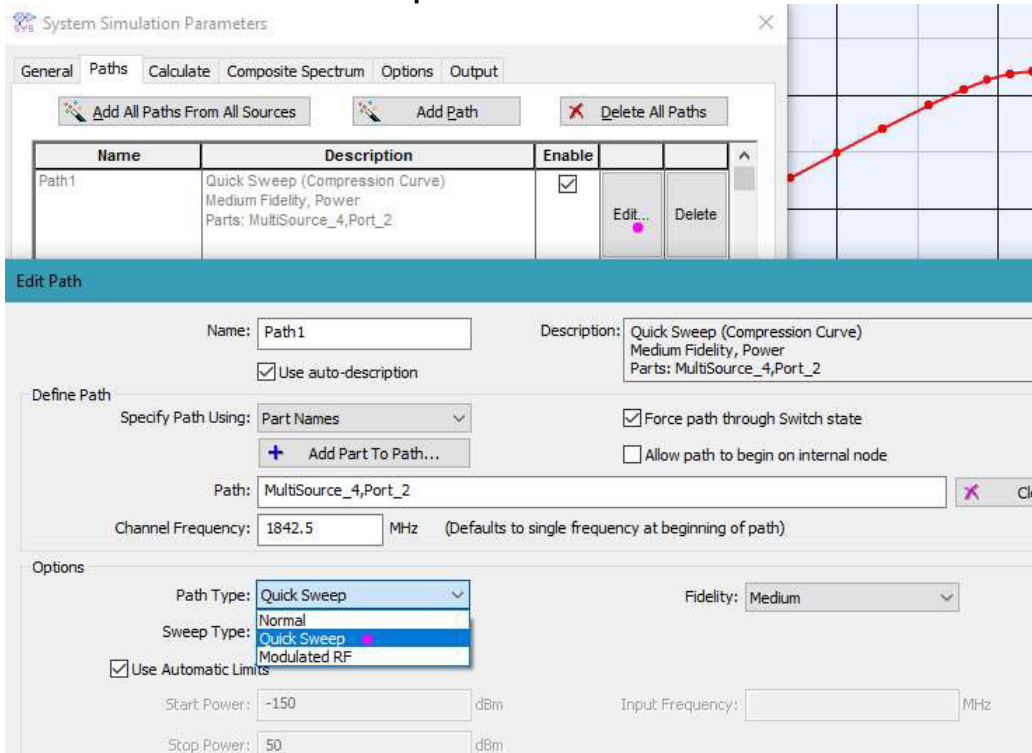 System Simulation Parameters
General Paths Calculate Composite Spectrum Options Output
Add All Paths From All Sources Add Path Delete All Paths
Name Description Enable
Path1 Quick Sweep (Compression Curve)
Medium Fidelity, Power
Parts: MultiSource_4,Port_2
Edit... Delete
Edit Path
Name: Path1 Description: Quick Sweep (Compression Curve)
Medium Fidelity, Power
Use auto-description Parts: MultiSource_4,Port_2
Define Path
Specify Path Using: Part Names Force path through Switch state
Add Part To Path... Allow path to begin on internal node
Path: MultiSource_4,Port_2
Channel Frequency: 1842.5 MHz (Defaults to single frequency at beginning of path)
Options
Path Type: Quick Sweep Fidelity: Medium
Normal
Sweep Type: Quick Sweep
Modulated RF
Use Automatic Limits
Start Power: -150 dBm Input Frequency: MHz
Stop Power: 50 dBm